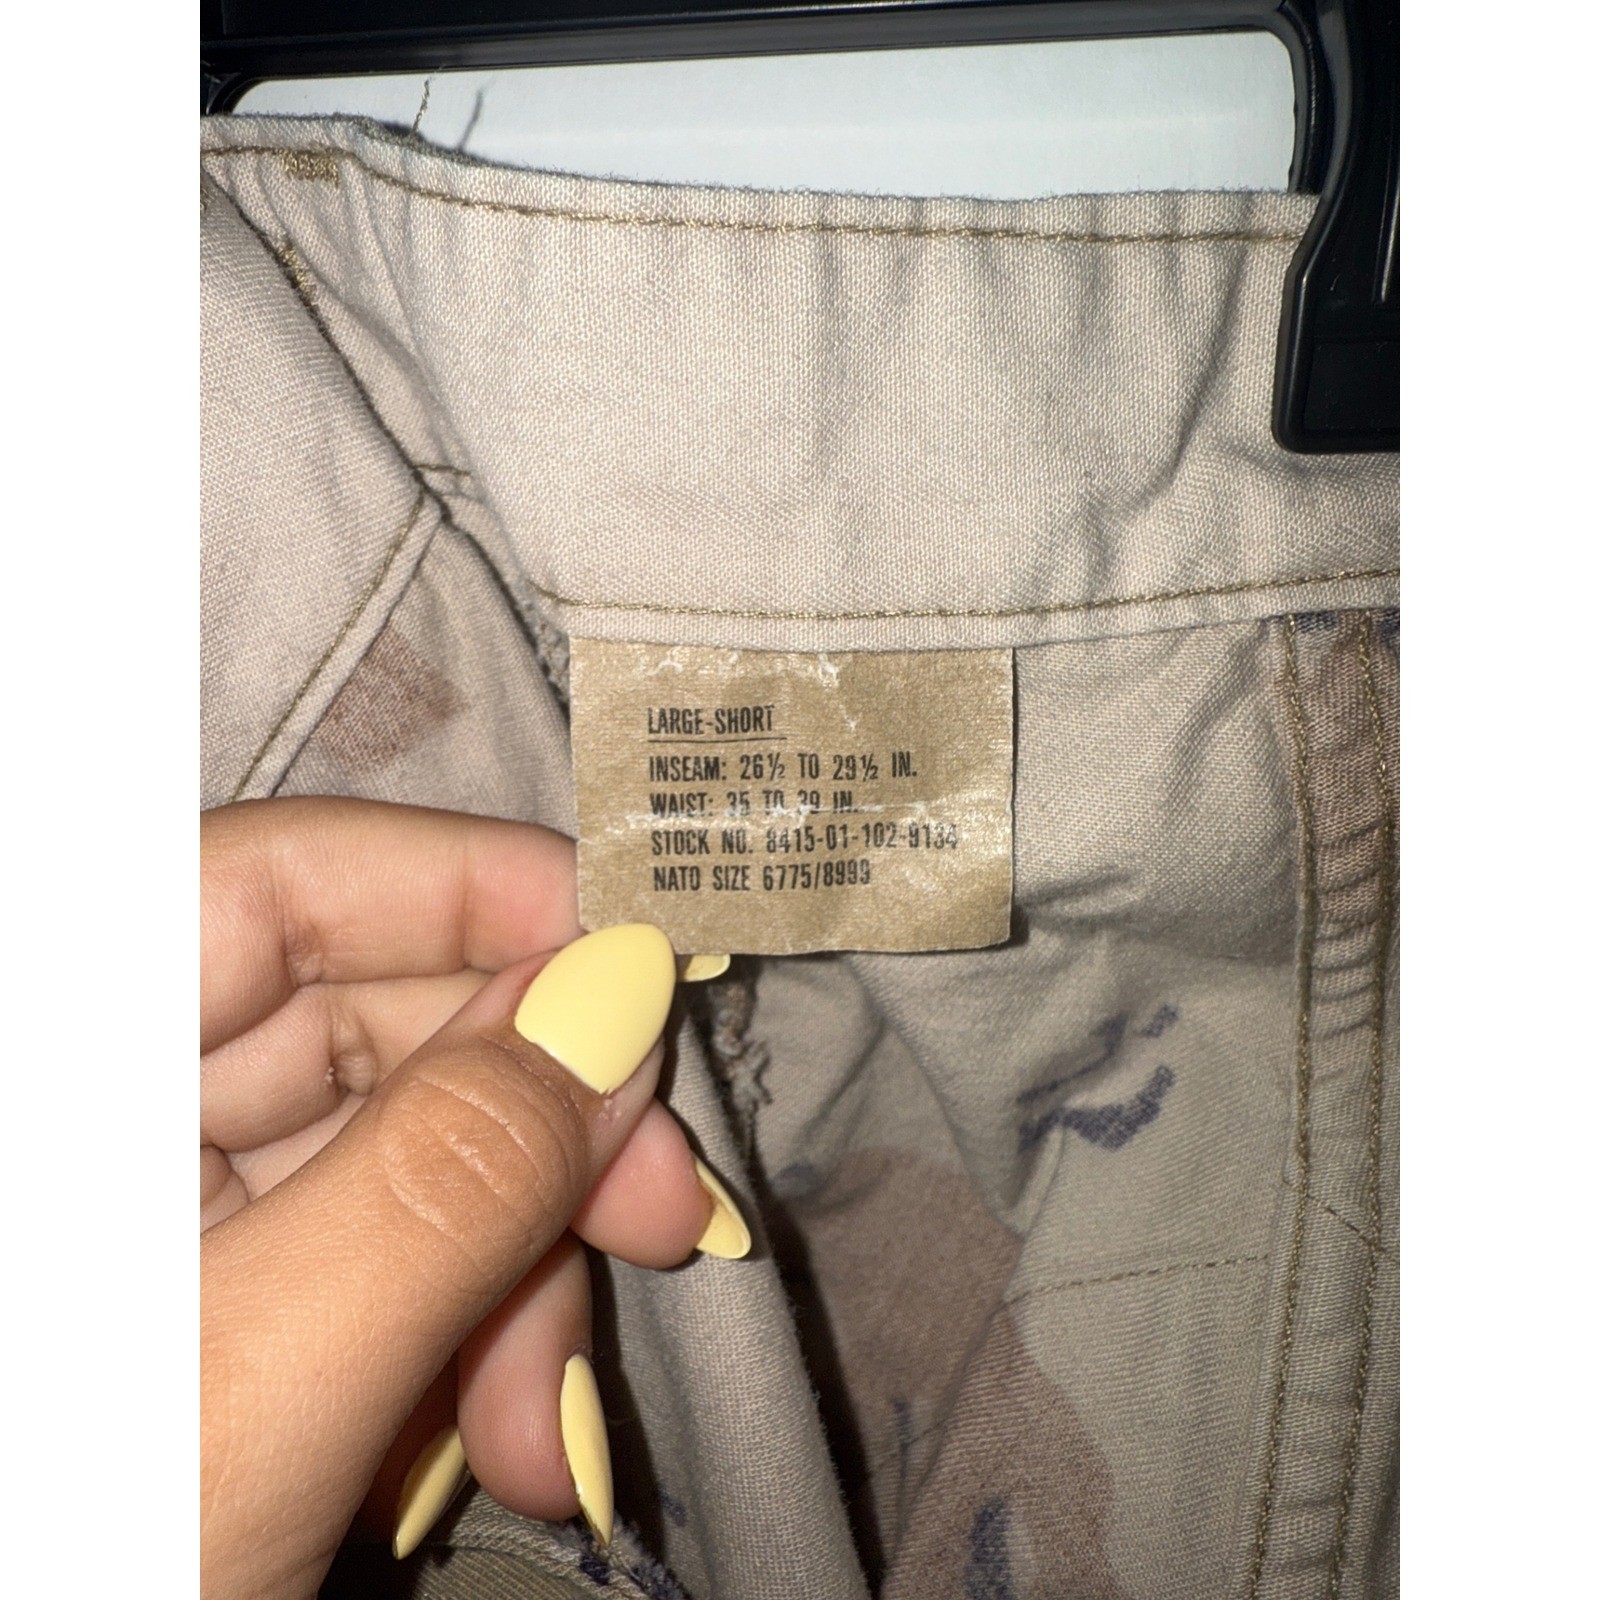 LARGE-SHORT
INSEAM: 26½ TO 29½ IN.
WAIST: 35 TO 39 IN.
STOCK NO. 8415-01-102-9134
NATO SIZE 6775/8999